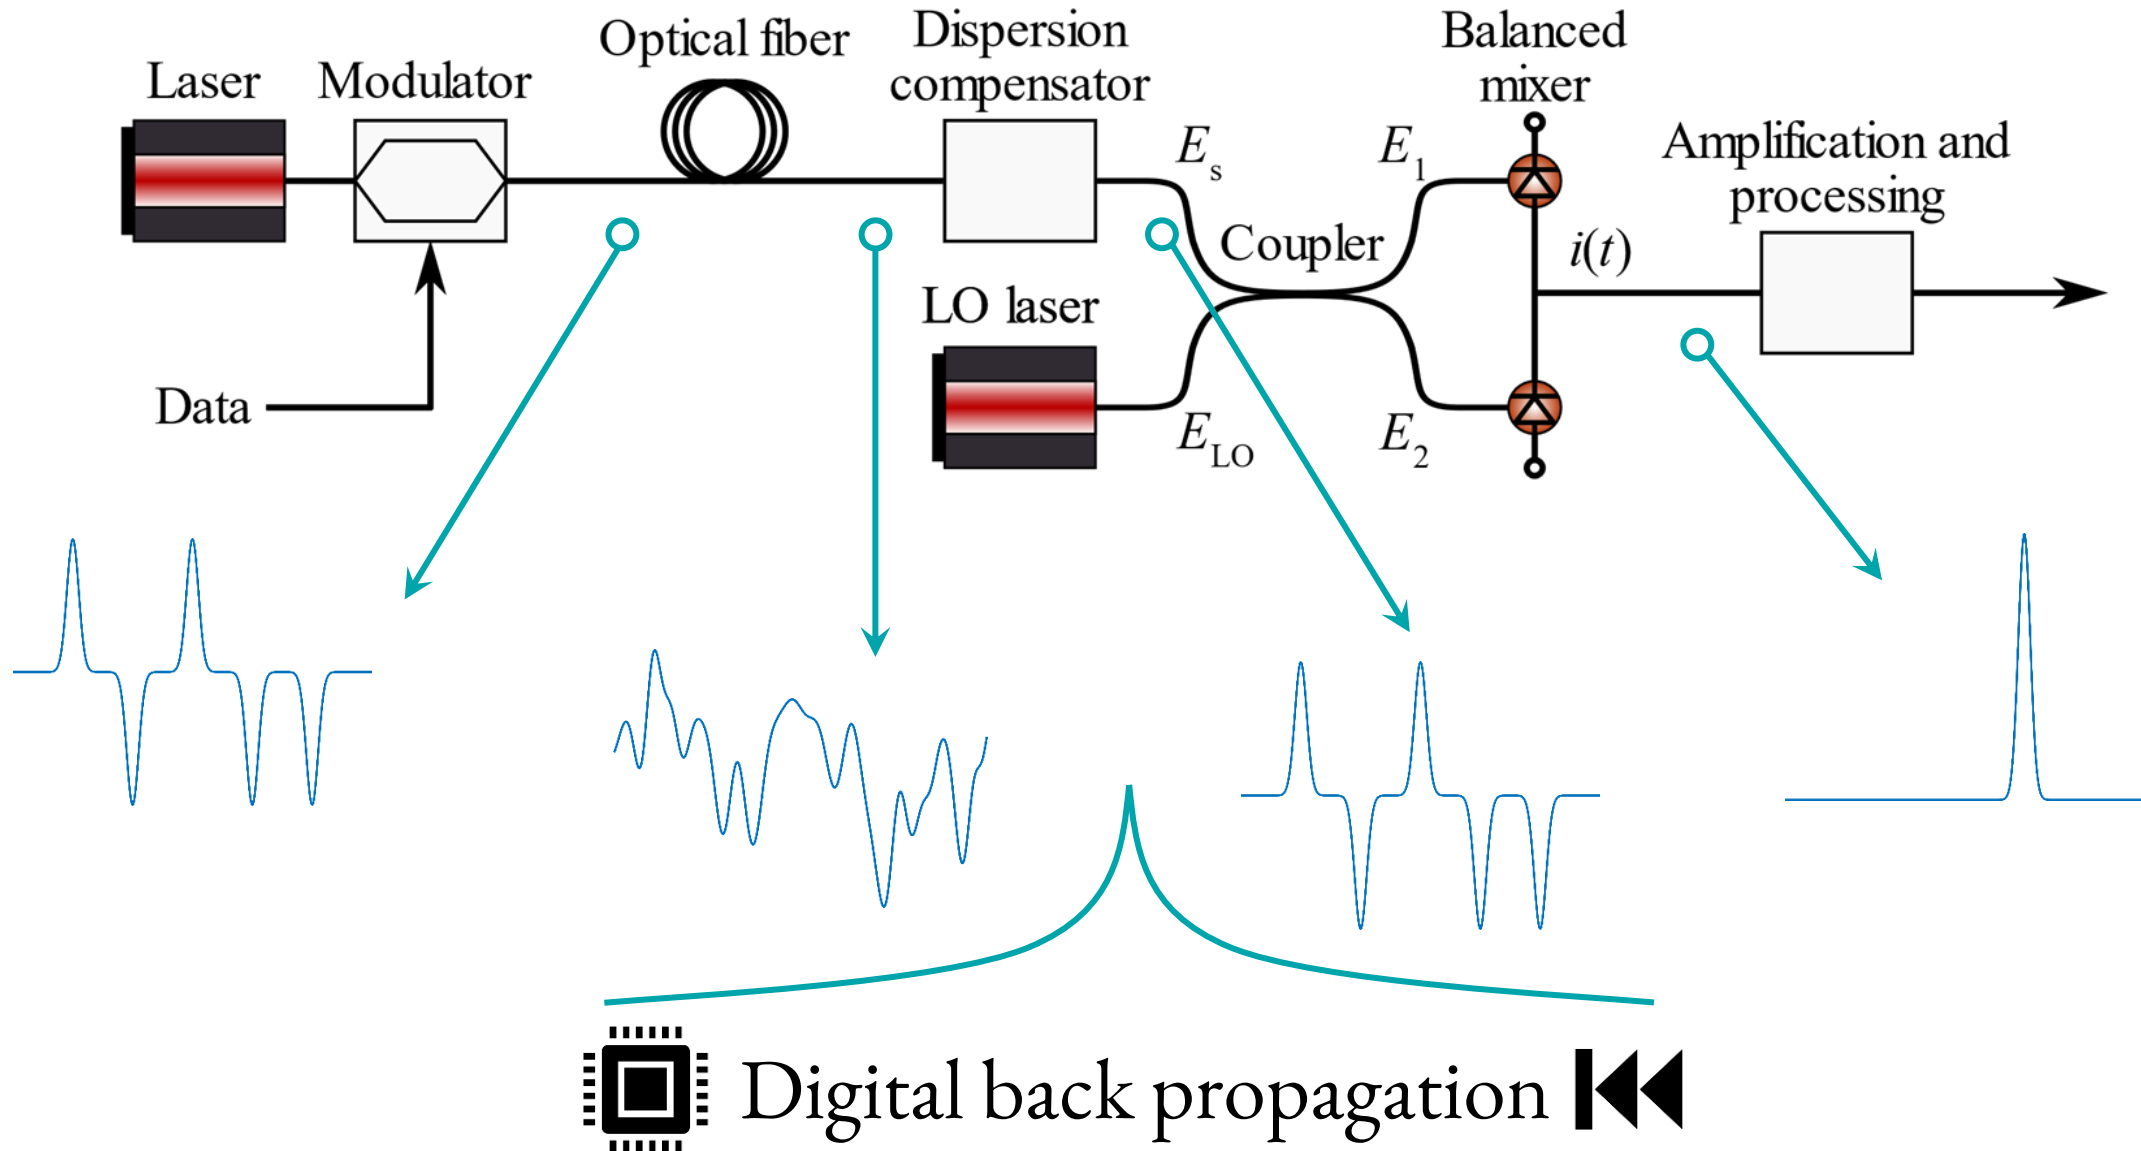 Laser
Modulator
Optical fiber
Dispersion
compensator
Balanced
mixer
Amplification and
processing
E_s
E_1
Coupler
i(t)
LO laser
Data
E_LO
E_2
Digital back propagation